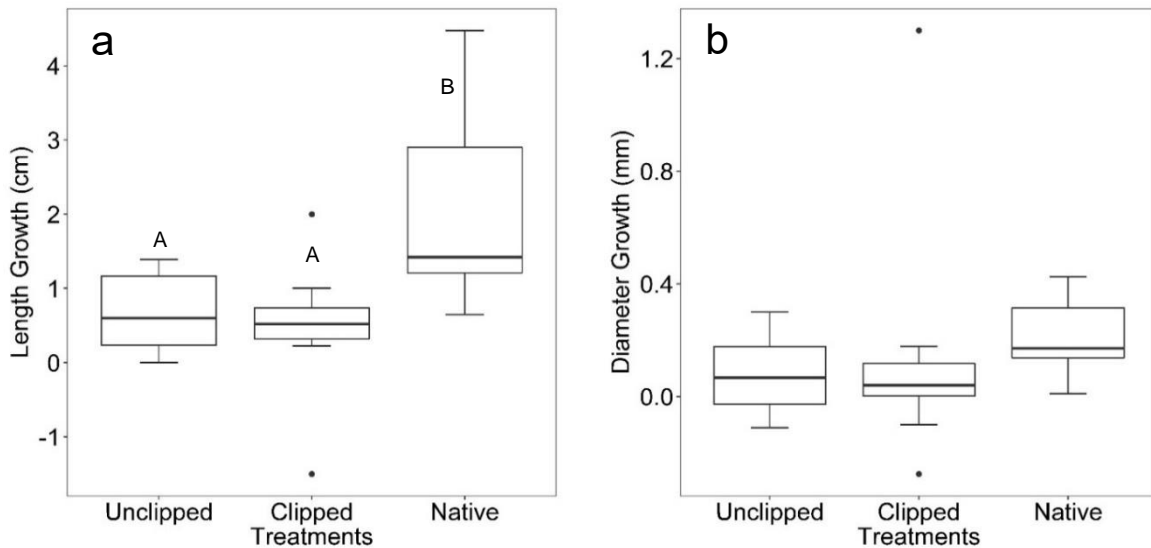 a
Length Growth (cm)
4
3
2
1
0
-1
A
A
B
Unclipped Clipped Native
Treatments
b
Diameter Growth (mm)
1.2
0.8
0.4
0.0
Unclipped Clipped Native
Treatments